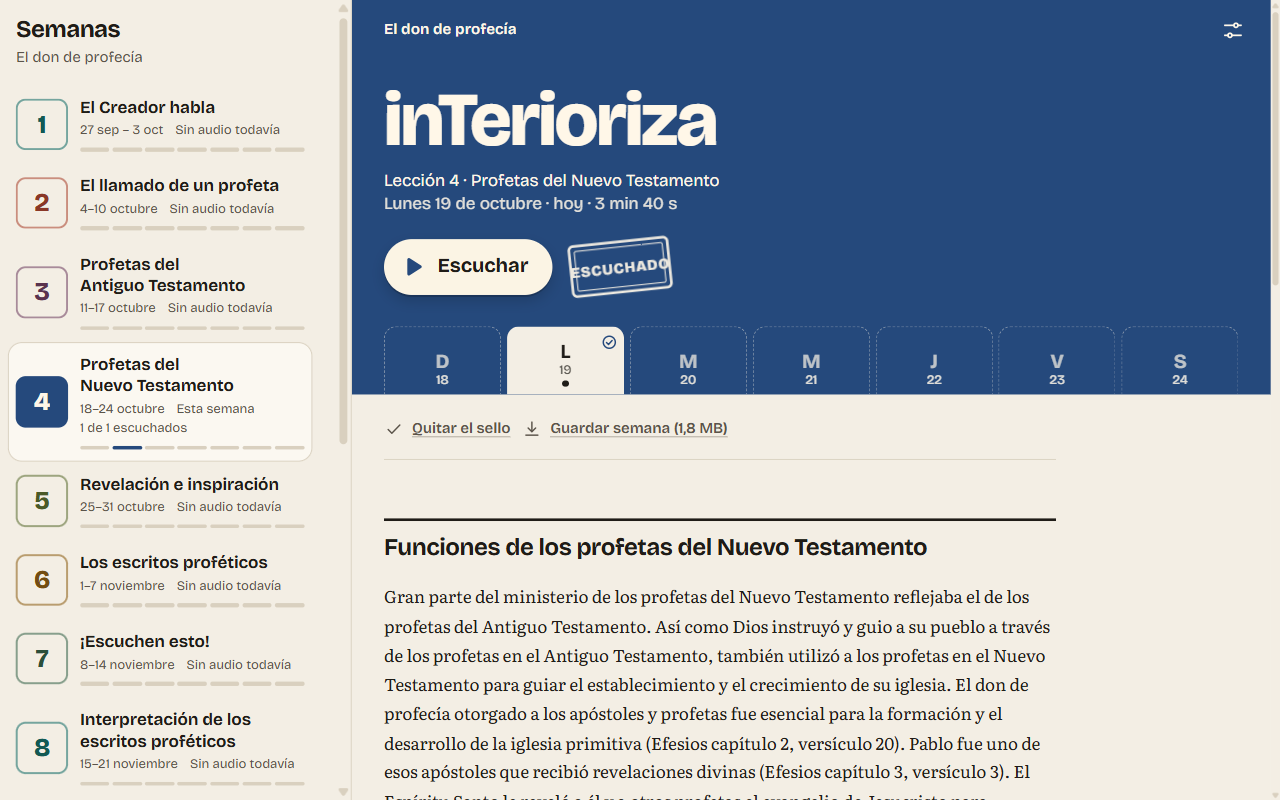 Semanas
El don de profecía
1
El Creador habla
27 sep – 3 oct Sin audio todavía
2
El llamado de un profeta
4–10 octubre Sin audio todavía
3
Profetas del
Antiguo Testamento
11–17 octubre Sin audio todavía
4
Profetas del
Nuevo Testamento
18–24 octubre Esta semana
1 de 1 escuchados
5
Revelación e inspiración
25–31 octubre Sin audio todavía
6
Los escritos proféticos
1–7 noviembre Sin audio todavía
7
¡Escuchen esto!
8–14 noviembre Sin audio todavía
8
Interpretación de los
escritos proféticos
15–21 noviembre Sin audio todavía
El don de profecía
inTerioriza
Lección 4 · Profetas del Nuevo Testamento
Lunes 19 de octubre · hoy · 3 min 40 s
Escuchar
ESCUCHADO
D
18
L
19
M
20
M
21
J
22
V
23
S
24
Quitar el sello
Guardar semana (1,8 MB)
Funciones de los profetas del Nuevo Testamento
Gran parte del ministerio de los profetas del Nuevo Testamento reflejaba el de los
profetas del Antiguo Testamento. Así como Dios instruyó y guio a su pueblo a través
de los profetas en el Antiguo Testamento, también utilizó a los profetas en el Nuevo
Testamento para guiar el establecimiento y el crecimiento de su iglesia. El don de
profecía otorgado a los apóstoles y profetas fue esencial para la formación y el
desarrollo de la iglesia primitiva (Efesios capítulo 2, versículo 20). Pablo fue uno de
esos apóstoles que recibió revelaciones divinas (Efesios capítulo 3, versículo 3). El